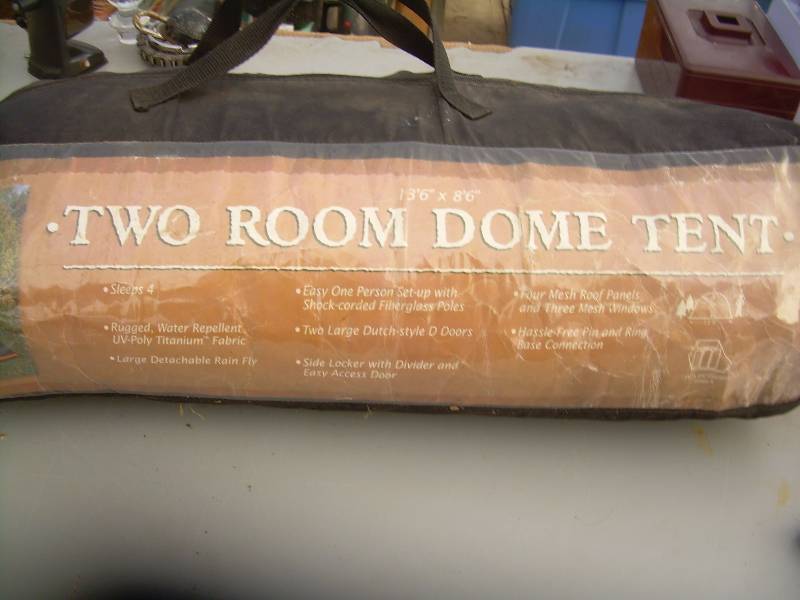 13'6" x 8'6"
•TWO ROOM DOME TENT•
•Sleeps 4
•Rugged, Water Repellent
UV-Poly Titanium™ Fabric
•Large Detachable Rain Fly
•Easy One Person Set-up with
Shock-corded Fiberglass Poles
•Two Large Dutch-style D Doors
•Side Locker with Divider and
Easy Access Door
•Four Mesh Roof Panels
and Three Mesh Windows
•Hassle-Free Pin and Ring
Base Connection